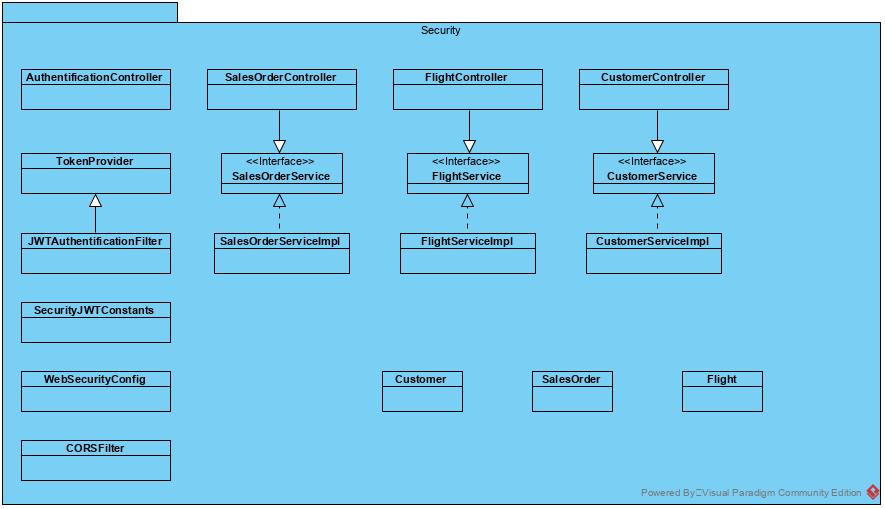 Security
AuthentificationController
SalesOrderController
FlightController
CustomerController
TokenProvider
<<Interface>>
SalesOrderService
<<Interface>>
FlightService
<<Interface>>
CustomerService
JWTAuthentificationFilter
SalesOrderServiceImpl
FlightServiceImpl
CustomerServiceImpl
SecurityJWTConstants
WebSecurityConfig
Customer
SalesOrder
Flight
CORSFilter
Powered By Visual Paradigm Community Edition